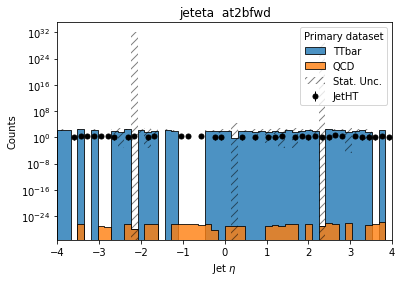 jeteta at2bfwd
Primary dataset
TTbar
QCD
Stat. Unc.
JetHT
Counts
10^32
10^24
10^16
10^8
10^0
10^−8
10^−16
10^−24
−4 −3 −2 −1 0 1 2 3 4
Jet η